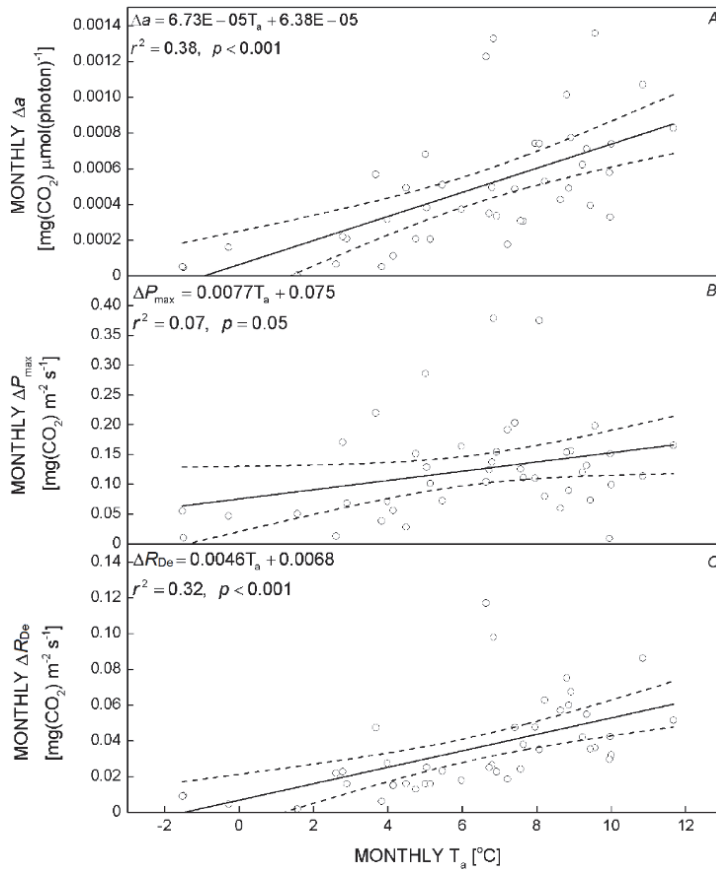 Δa = 6.73E − 05Tₐ + 6.38E − 05
r² = 0.38, p < 0.001
A
0.0014
0.0012
0.0010
0.0008
0.0006
0.0004
0.0002
0
MONTHLY Δa
[mg(CO₂) μmol(photon)⁻¹]
ΔPmax = 0.0077Tₐ + 0.075
r² = 0.07, p = 0.05
B
0.40
0.35
0.30
0.25
0.20
0.15
0.10
0.05
0
MONTHLY ΔPmax
[mg(CO₂) m⁻² s⁻¹]
ΔRDe = 0.0046Tₐ + 0.0068
r² = 0.32, p < 0.001
C
0.14
0.12
0.10
0.08
0.06
0.04
0.02
0
MONTHLY ΔRDe
[mg(CO₂) m⁻² s⁻¹]
-2 0 2 4 6 8 10 12
MONTHLY Tₐ [°C]